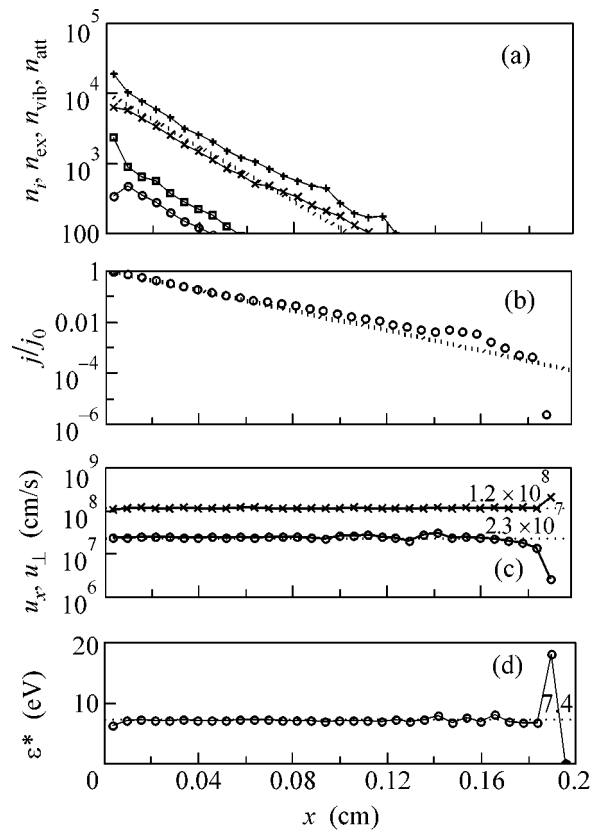 n_i, n_ex, n_vib, n_att
10^5
10^4
10^3
100
(a)
j/j_0
1
0.01
10^−4
10^−6
(b)
u_x, u_⊥ (cm/s)
10^9
10^8
10^7
10^6
1.2 × 10^8
2.3 × 10^7
(c)
ε* (eV)
20
10
(d)
7.4
0 0.04 0.08 0.12 0.16 0.2
x (cm)